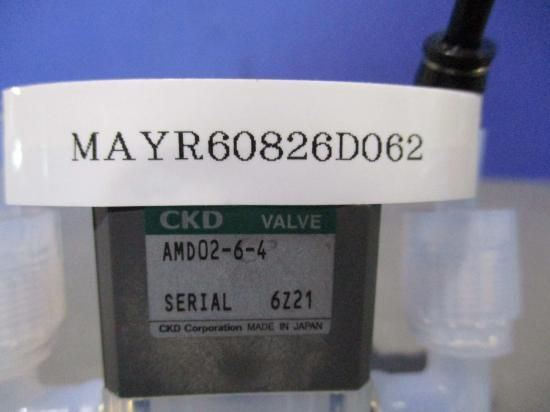 MAYR60826D062
CKD VALVE
AMD02-6-4
SERIAL 6Z21
CKD Corporation MADE IN JAPAN